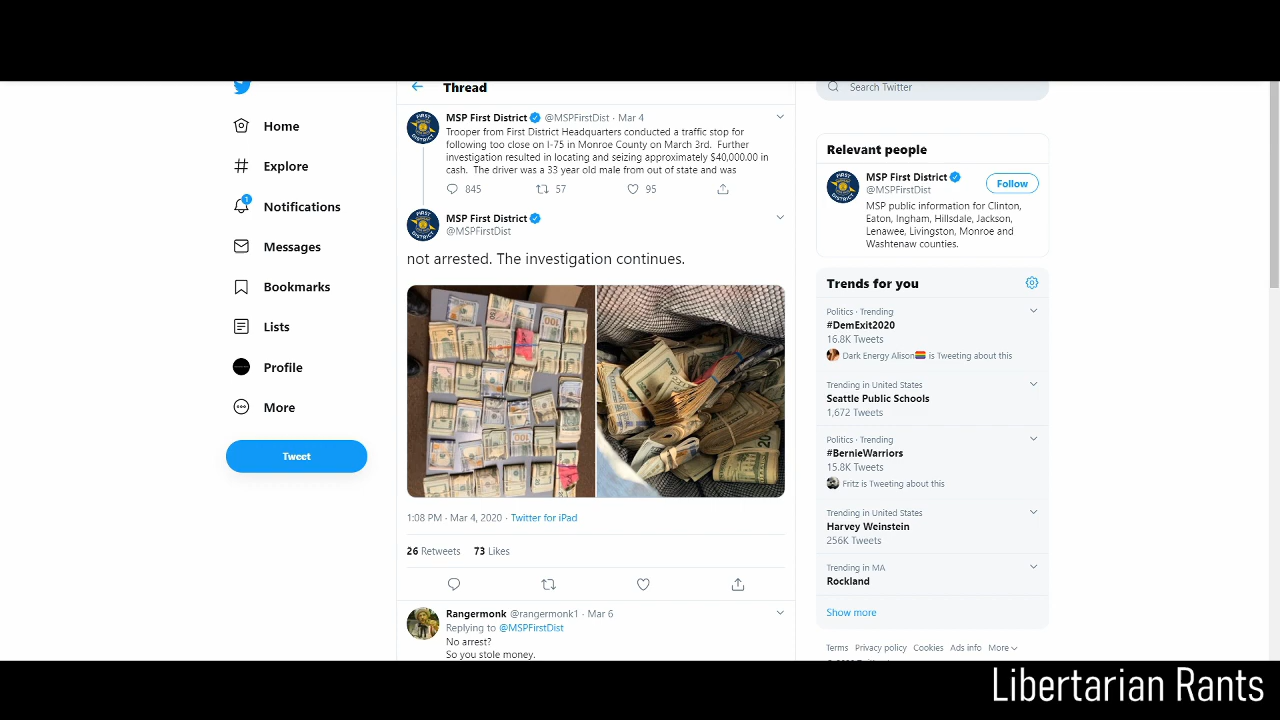 Thread
Search Twitter
Home
Explore
1
Notifications
Messages
Bookmarks
Lists
Profile
More
Tweet
MSP First District @MSPFirstDist · Mar 4
Trooper from First District Headquarters conducted a traffic stop for
following too close on I-75 in Monroe County on March 3rd. Further
investigation resulted in locating and seizing approximately $40,000.00 in
cash. The driver was a 33 year old male from out of state and was
845 57 95
MSP First District
@MSPFirstDist
not arrested. The investigation continues.
1:08 PM · Mar 4, 2020 · Twitter for iPad
26 Retweets 73 Likes
Rangermonk @rangermonk1 · Mar 6
Replying to @MSPFirstDist
No arrest?
So you stole money.
Relevant people
MSP First District
@MSPFirstDist
Follow
MSP public information for Clinton,
Eaton, Ingham, Hillsdale, Jackson,
Lenawee, Livingston, Monroe and
Washtenaw counties.
Trends for you
Politics · Trending
#DemExit2020
16.8K Tweets
Dark Energy Alison is Tweeting about this
Trending in United States
Seattle Public Schools
1,672 Tweets
Politics · Trending
#BernieWarriors
15.8K Tweets
Fritz is Tweeting about this
Trending in United States
Harvey Weinstein
256K Tweets
Trending in MA
Rockland
Show more
Terms Privacy policy Cookies Ads info More
Libertarian Rants